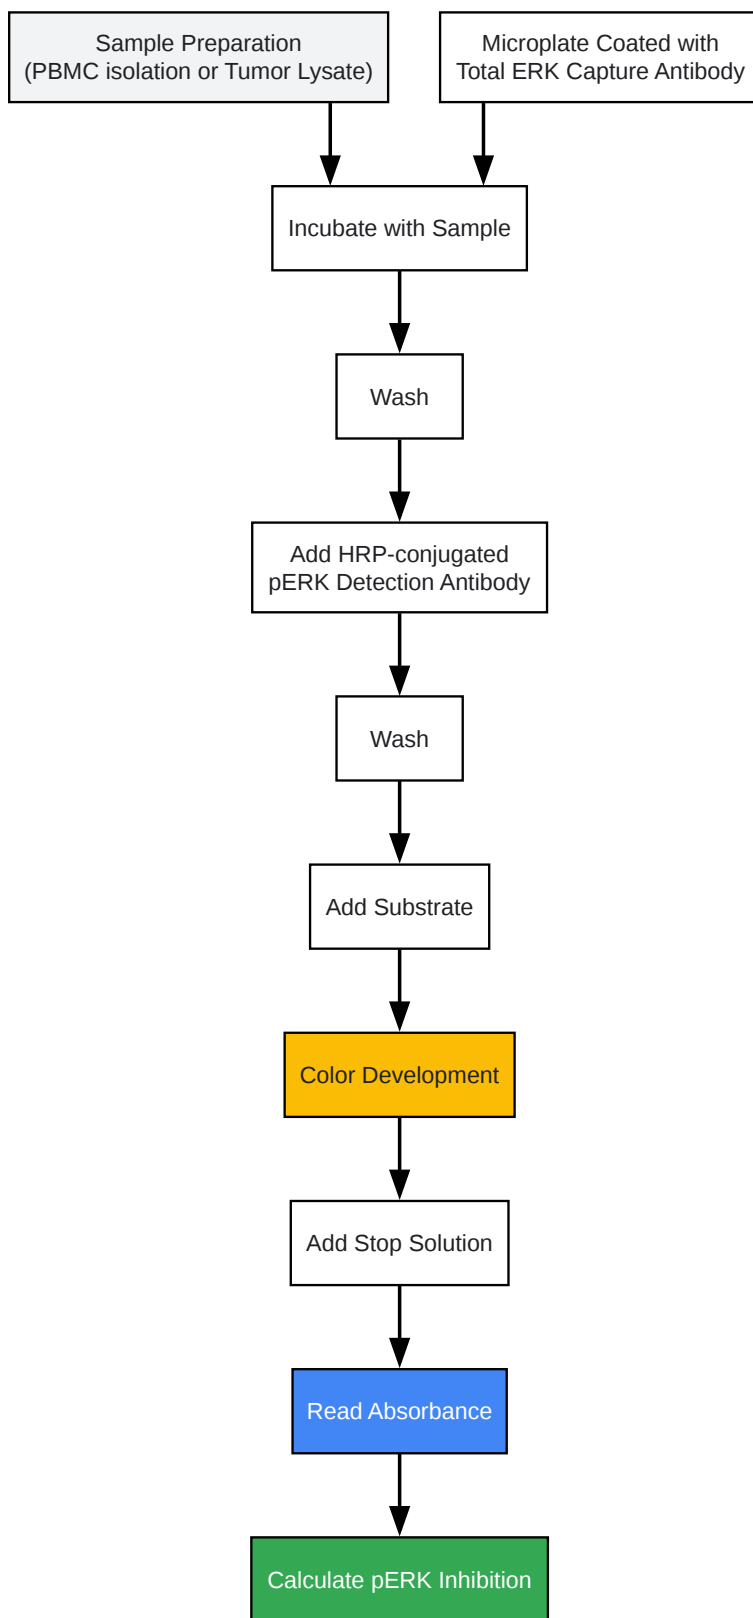 Sample Preparation
(PBMC isolation or Tumor Lysate)
Microplate Coated with
Total ERK Capture Antibody
Incubate with Sample
Wash
Add HRP-conjugated
pERK Detection Antibody
Wash
Add Substrate
Color Development
Add Stop Solution
Read Absorbance
Calculate pERK Inhibition